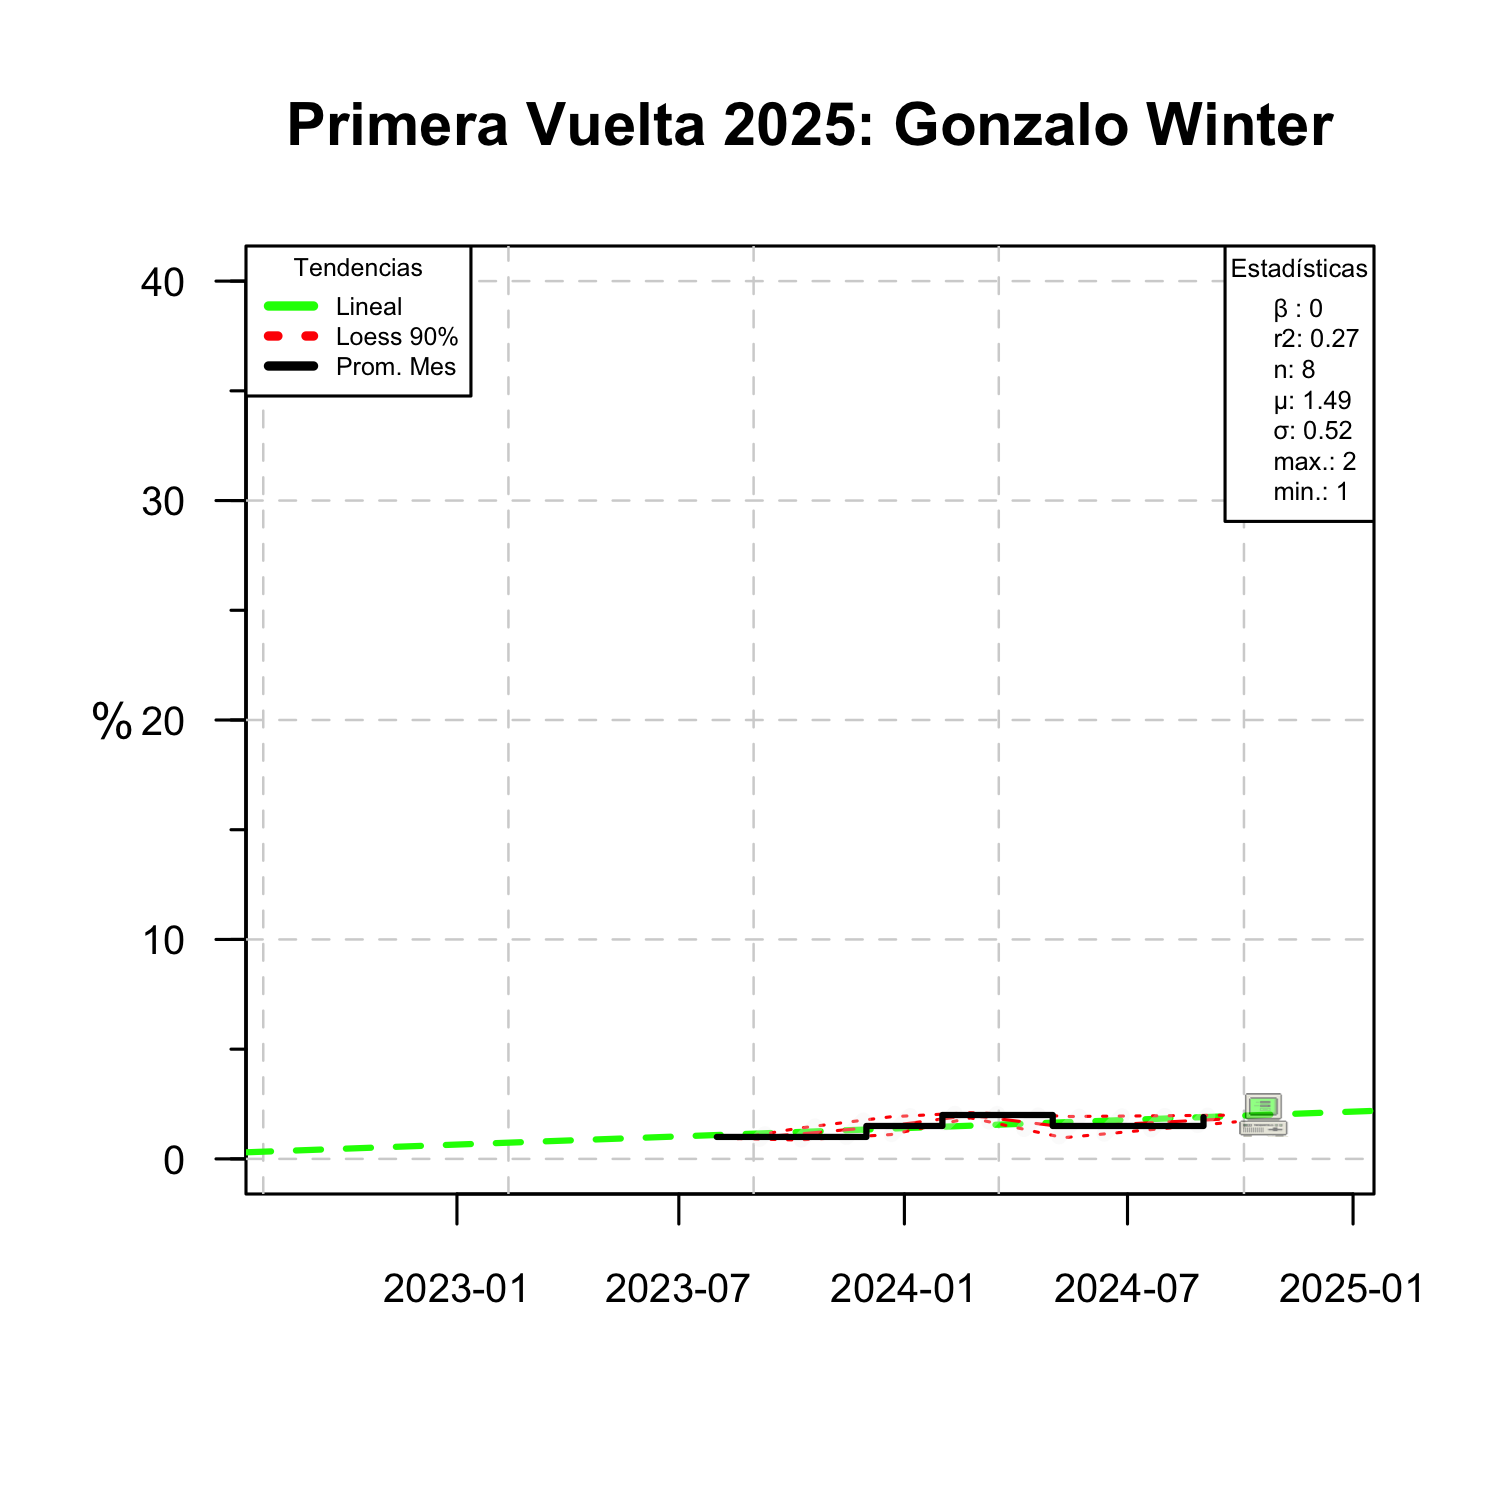 Primera Vuelta 2025: Gonzalo Winter
Tendencias
Lineal
Loess 90%
Prom. Mes
Estadísticas
β : 0
r2: 0.27
n: 8
μ: 1.49
σ: 0.52
max.: 2
min.: 1
40
30
% 20
10
0
2023-01 2023-07 2024-01 2024-07 2025-01